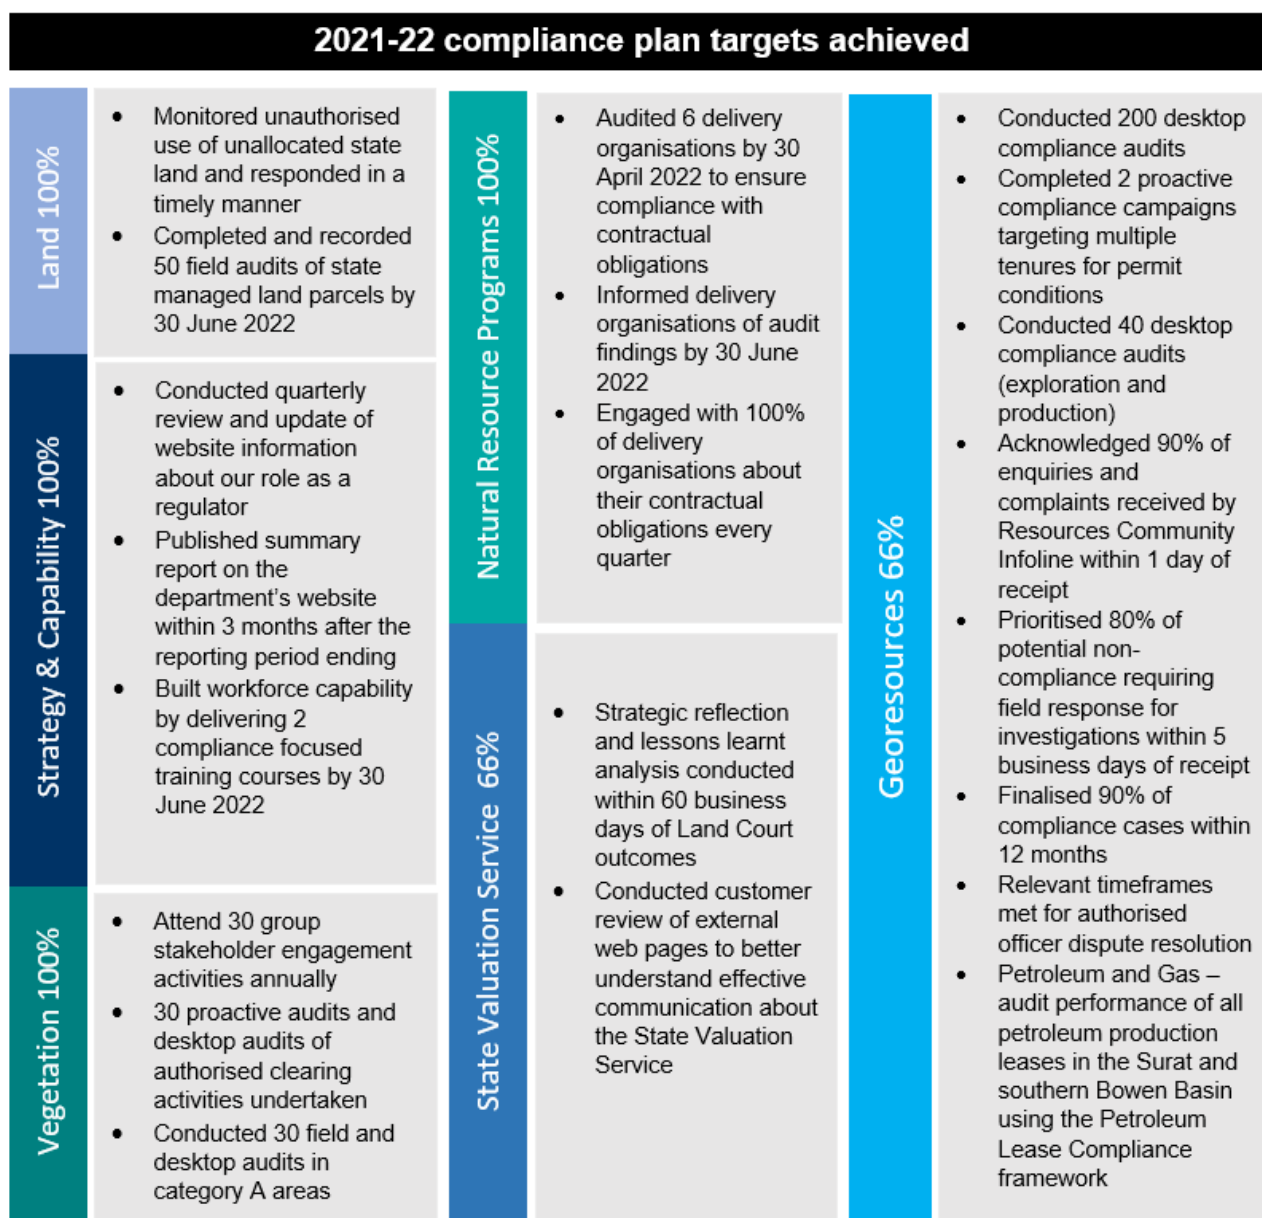 2021-22 compliance plan targets achieved
Land 100%
• Monitored unauthorised
use of unallocated state
land and responded in a
timely manner
• Completed and recorded
50 field audits of state
managed land parcels by
30 June 2022
Strategy & Capability 100%
• Conducted quarterly
review and update of
website information
about our role as a
regulator
• Published summary
report on the
department’s website
within 3 months after the
reporting period ending
• Built workforce capability
by delivering 2
compliance focused
training courses by 30
June 2022
Vegetation 100%
• Attend 30 group
stakeholder engagement
activities annually
• 30 proactive audits and
desktop audits of
authorised clearing
activities undertaken
• Conducted 30 field and
desktop audits in
category A areas
Natural Resource Programs 100%
• Audited 6 delivery
organisations by 30
April 2022 to ensure
compliance with
contractual
obligations
• Informed delivery
organisations of audit
findings by 30 June
2022
• Engaged with 100%
of delivery
organisations about
their contractual
obligations every
quarter
State Valuation Service 66%
• Strategic reflection
and lessons learnt
analysis conducted
within 60 business
days of Land Court
outcomes
• Conducted customer
review of external
web pages to better
understand effective
communication about
the State Valuation
Service
Georesources 66%
• Conducted 200 desktop
compliance audits
• Completed 2 proactive
compliance campaigns
targeting multiple
tenures for permit
conditions
• Conducted 40 desktop
compliance audits
(exploration and
production)
• Acknowledged 90% of
enquiries and
complaints received by
Resources Community
Infoline within 1 day of
receipt
• Prioritised 80% of
potential non-
compliance requiring
field response for
investigations within 5
business days of receipt
• Finalised 90% of
compliance cases within
12 months
• Relevant timeframes
met for authorised
officer dispute resolution
• Petroleum and Gas –
audit performance of all
petroleum production
leases in the Surat and
southern Bowen Basin
using the Petroleum
Lease Compliance
framework